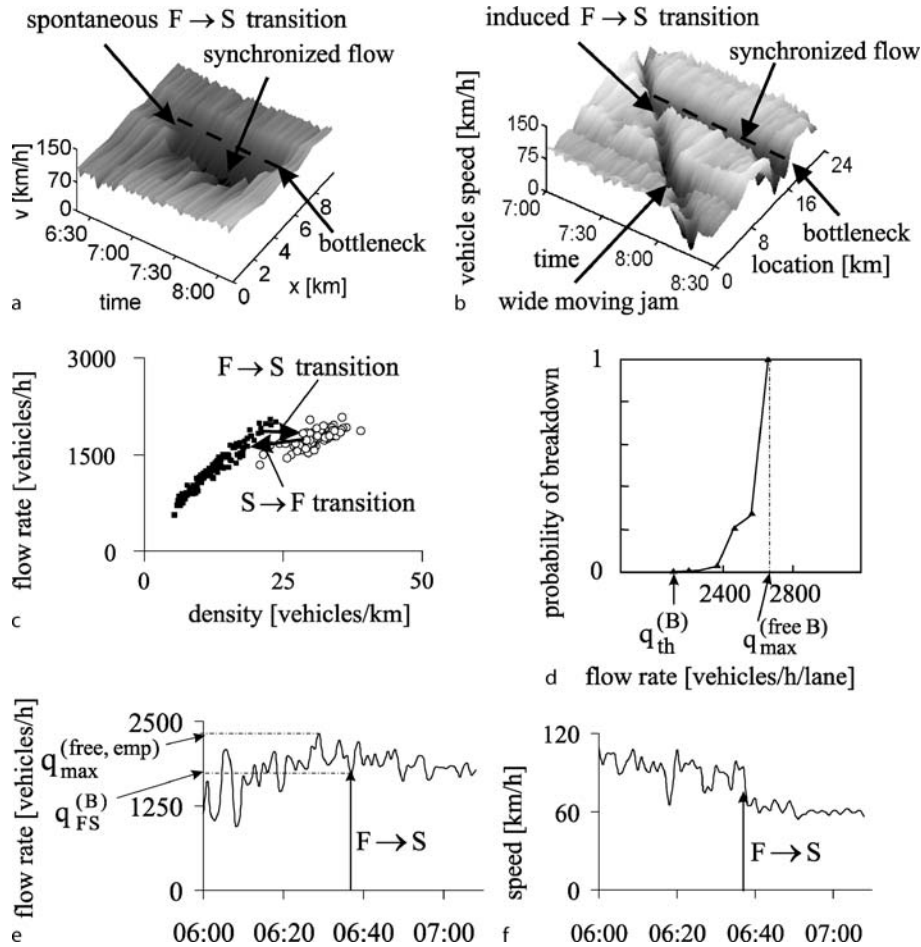 spontaneous F → S transition
synchronized flow
v [km/h]
150
70
0
6:30
7:00
7:30
8:00
time
0
2
4
6
8
x [km]
bottleneck
a
induced F → S transition
synchronized flow
vehicle speed [km/h]
150
75
0
7:00
7:30
8:00
8:30
time
0
8
16
24
bottleneck
location [km]
wide moving jam
b
flow rate [vehicles/h]
3000
1500
0
F → S transition
S → F transition
0
25
50
density [vehicles/km]
c
probability of breakdown
1
0
2400
2800
q_th^(B)
q_max^(free B)
d
flow rate [vehicles/h/lane]
flow rate [vehicles/h]
2500
1250
0
q_max^(free, emp)
q_FS^(B)
F → S
06:00
06:20
06:40
07:00
e
speed [km/h]
120
60
0
F → S
06:00
06:20
06:40
07:00
f